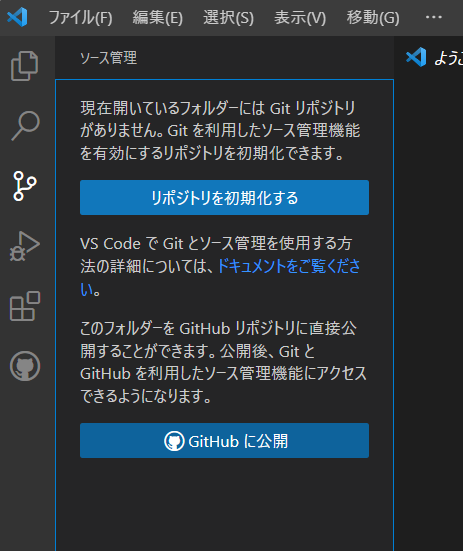 ファイル(F) 編集(E) 選択(S) 表示(V) 移動(G) …
ソース管理
ようこ
現在開いているフォルダーには Git リポジトリ
がありません。Git を利用したソース管理機能
を有効にするリポジトリを初期化できます。
リポジトリを初期化する
VS Code で Git とソース管理を使用する方
法の詳細については、ドキュメントをご覧くださ
い。
このフォルダーを GitHub リポジトリに直接公
開することができます。公開後、Git と
GitHub を利用したソース管理機能にアクセス
できるようになります。
GitHub に公開